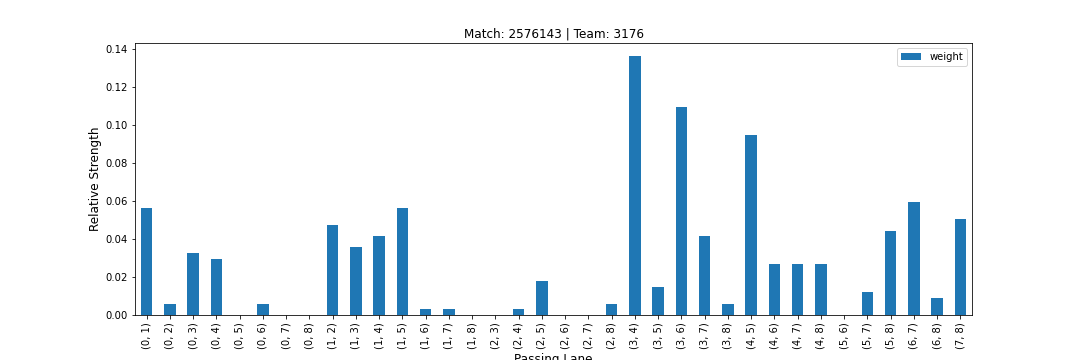 Match: 2576143 | Team: 3176
weight
Relative Strength
0.14
0.12
0.10
0.08
0.06
0.04
0.02
0.00
(0, 1) (0, 2) (0, 3) (0, 4) (0, 5) (0, 6) (0, 7) (0, 8) (1, 2) (1, 3) (1, 4) (1, 5) (1, 6) (1, 7) (1, 8) (2, 3) (2, 4) (2, 5) (2, 6) (2, 7) (2, 8) (3, 4) (3, 5) (3, 6) (3, 7) (3, 8) (4, 5) (4, 6) (4, 7) (4, 8) (5, 6) (5, 7) (5, 8) (6, 7) (6, 8) (7, 8)
Passing Lane